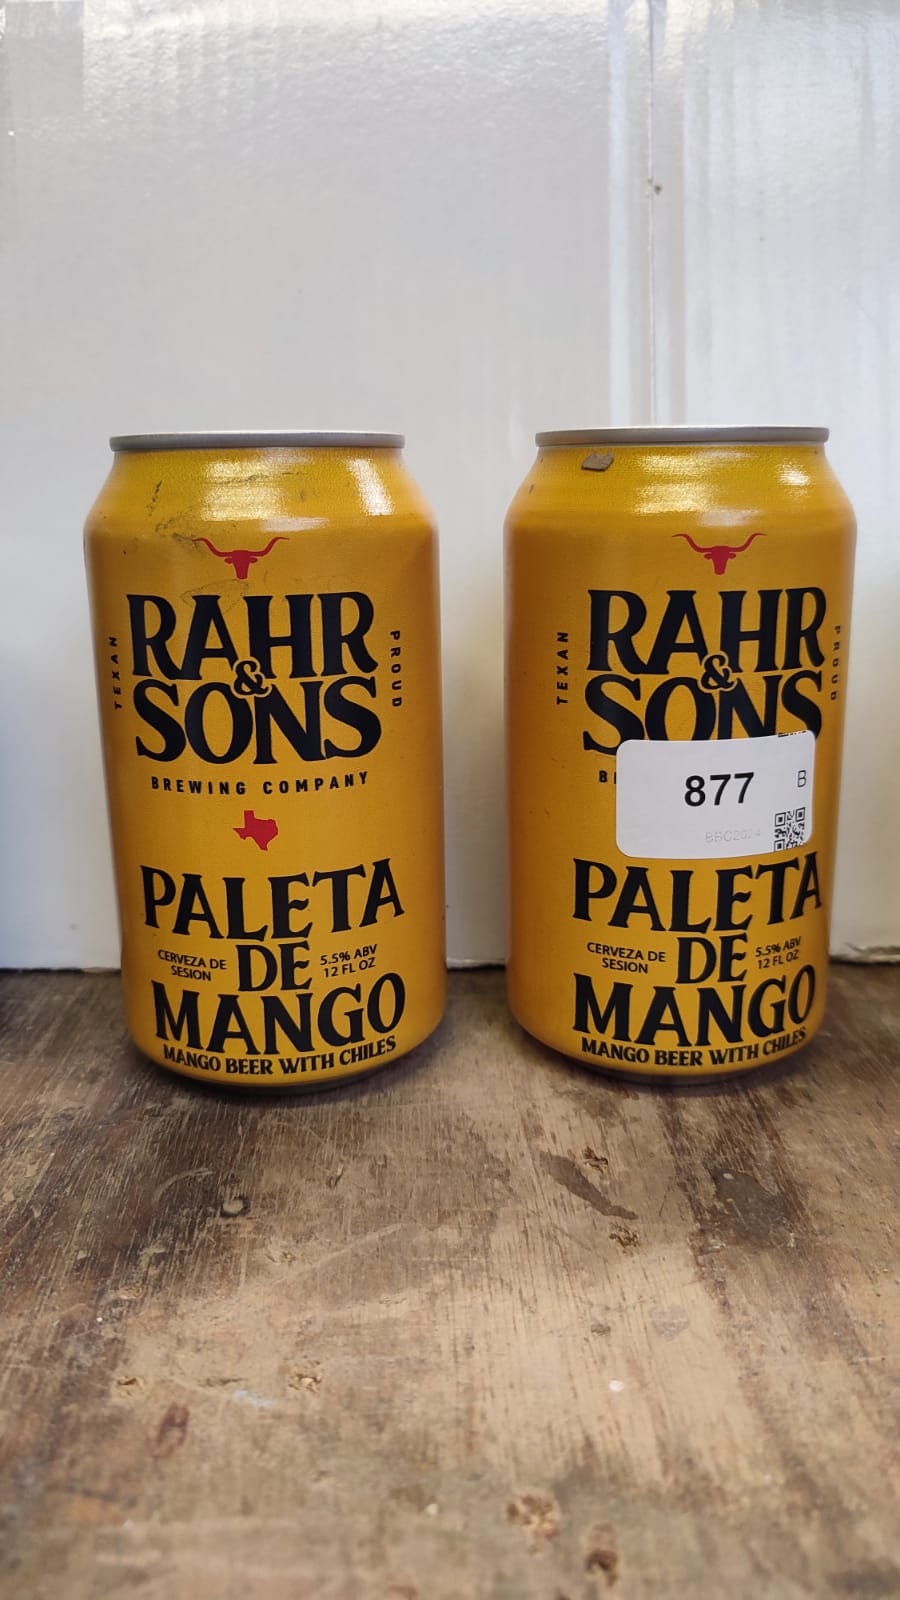 RAHR
&
SONS
TEXAN
PROUD
BREWING COMPANY
PALETA
DE
CERVEZA DE
SESION
5.5% ABV
12 FL OZ
MANGO
MANGO BEER WITH CHILES
RAHR
&
SONS
TEXAN
PROUD
B
877
B
BBC2024
PALETA
DE
CERVEZA DE
SESION
5.5% ABV
12 FL OZ
MANGO
MANGO BEER WITH CHILES